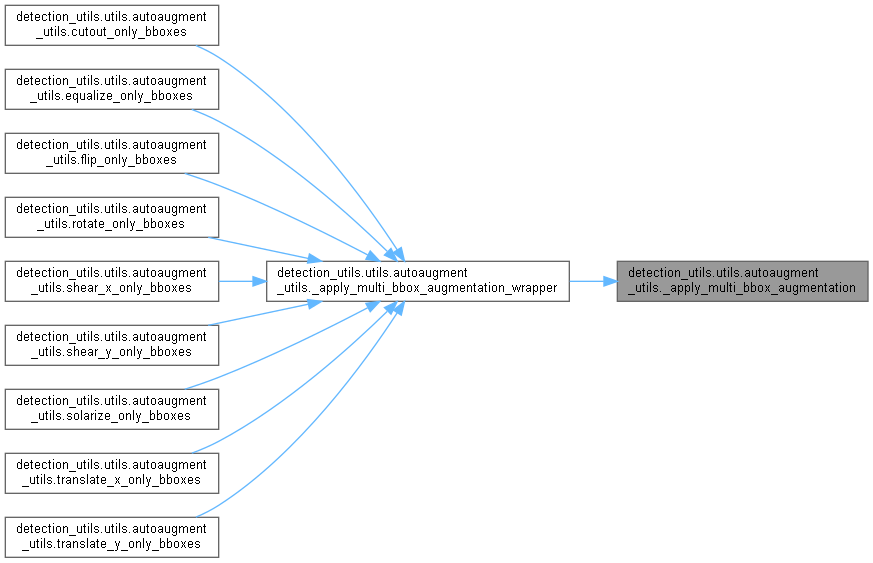 detection_utils.utils.autoaugment
_utils.cutout_only_bboxes
detection_utils.utils.autoaugment
_utils.equalize_only_bboxes
detection_utils.utils.autoaugment
_utils.flip_only_bboxes
detection_utils.utils.autoaugment
_utils.rotate_only_bboxes
detection_utils.utils.autoaugment
_utils.shear_x_only_bboxes
detection_utils.utils.autoaugment
_utils.shear_y_only_bboxes
detection_utils.utils.autoaugment
_utils.solarize_only_bboxes
detection_utils.utils.autoaugment
_utils.translate_x_only_bboxes
detection_utils.utils.autoaugment
_utils.translate_y_only_bboxes
detection_utils.utils.autoaugment
_utils._apply_multi_bbox_augmentation_wrapper
detection_utils.utils.autoaugment
_utils._apply_multi_bbox_augmentation